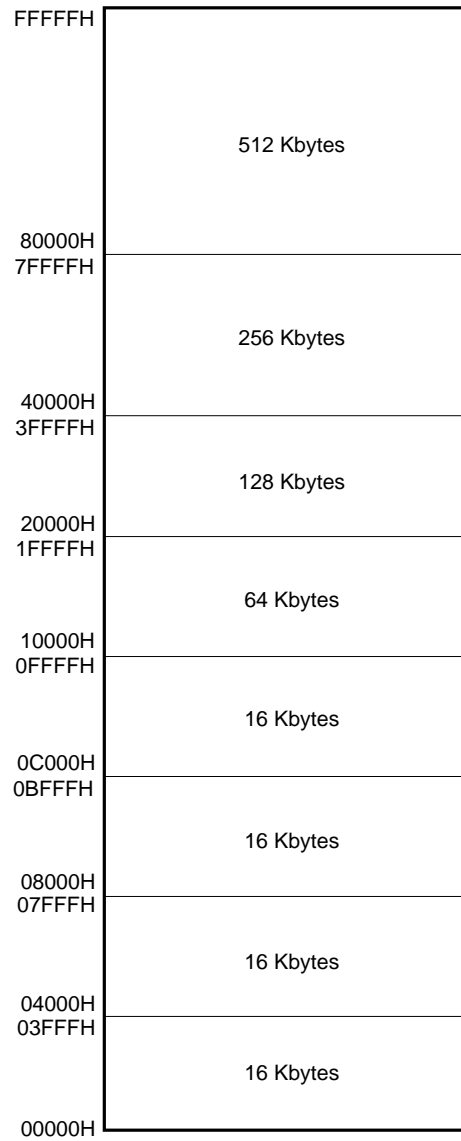 FFFFFH
512 Kbytes
80000H
7FFFFH
256 Kbytes
40000H
3FFFFH
128 Kbytes
20000H
1FFFFH
64 Kbytes
10000H
0FFFFH
16 Kbytes
0C000H
0BFFFH
16 Kbytes
08000H
07FFFH
16 Kbytes
04000H
03FFFH
16 Kbytes
00000H